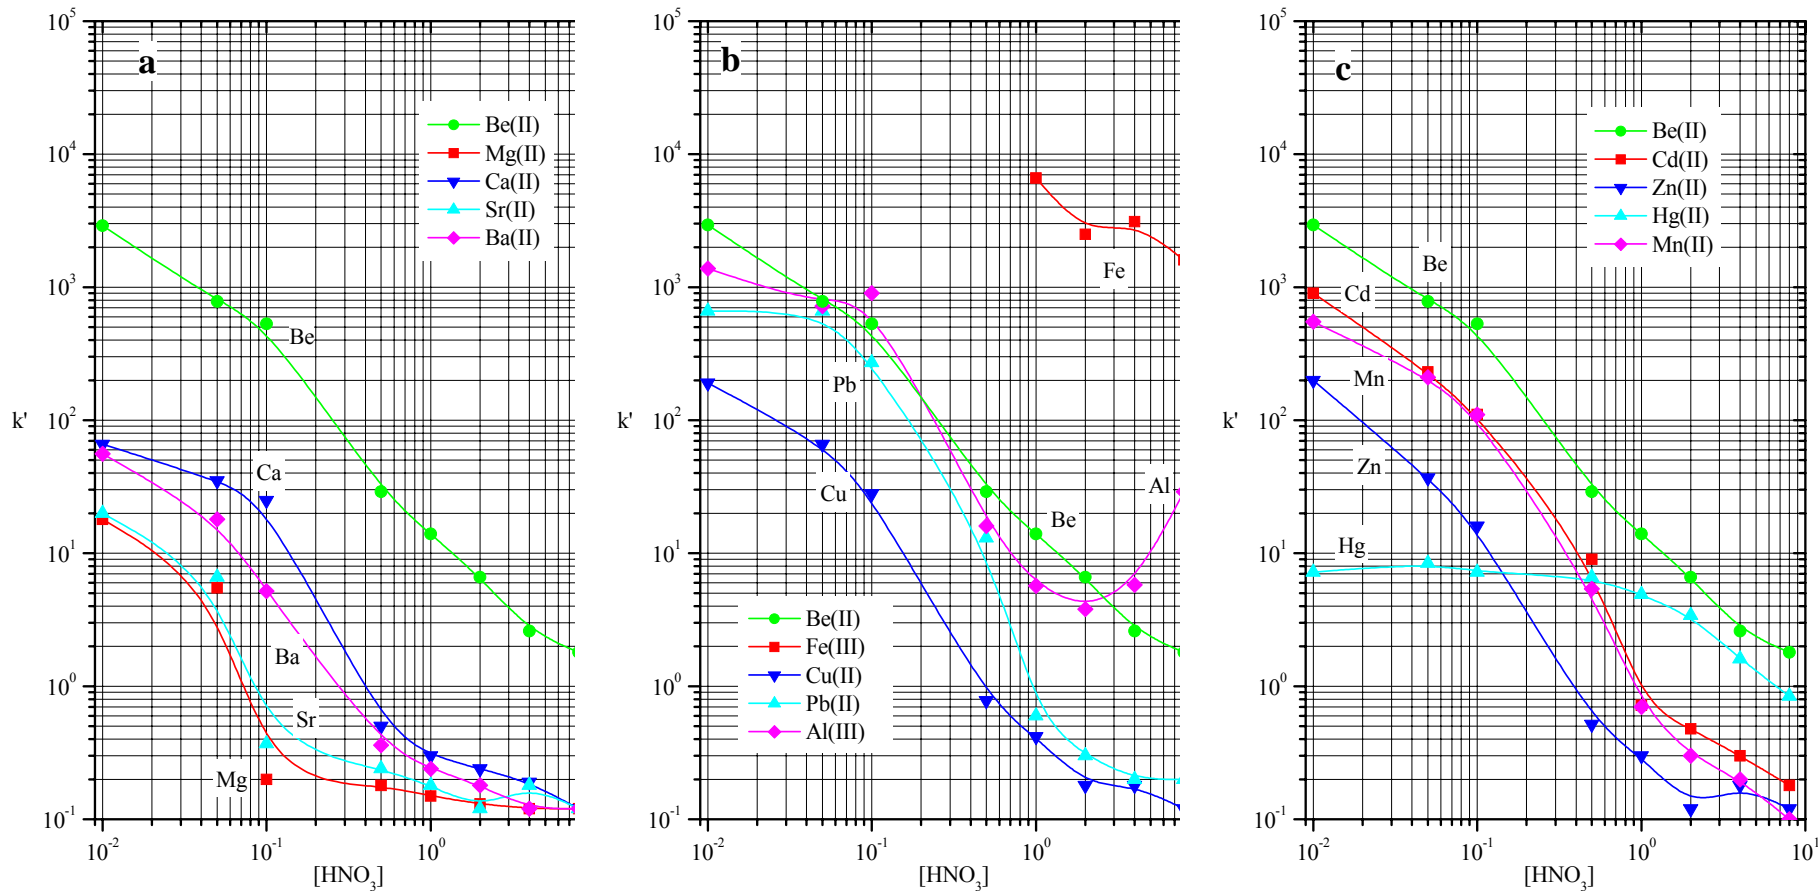 a
10^5
10^4
10^3
10^2
10^1
10^0
10^-1
k'
Be(II)
Mg(II)
Ca(II)
Sr(II)
Ba(II)
Be
Ca
Ba
Sr
Mg
10^-2
10^-1
10^0
[HNO₃]
b
10^5
10^4
10^3
10^2
10^1
10^0
10^-1
k'
Fe
Pb
Cu
Al
Be
Be(II)
Fe(III)
Cu(II)
Pb(II)
Al(III)
10^-2
10^-1
10^0
[HNO₃]
c
10^5
10^4
10^3
10^2
10^1
10^0
10^-1
k'
Be(II)
Cd(II)
Zn(II)
Hg(II)
Mn(II)
Be
Cd
Mn
Zn
Hg
10^-2
10^-1
10^0
10^1
[HNO₃]